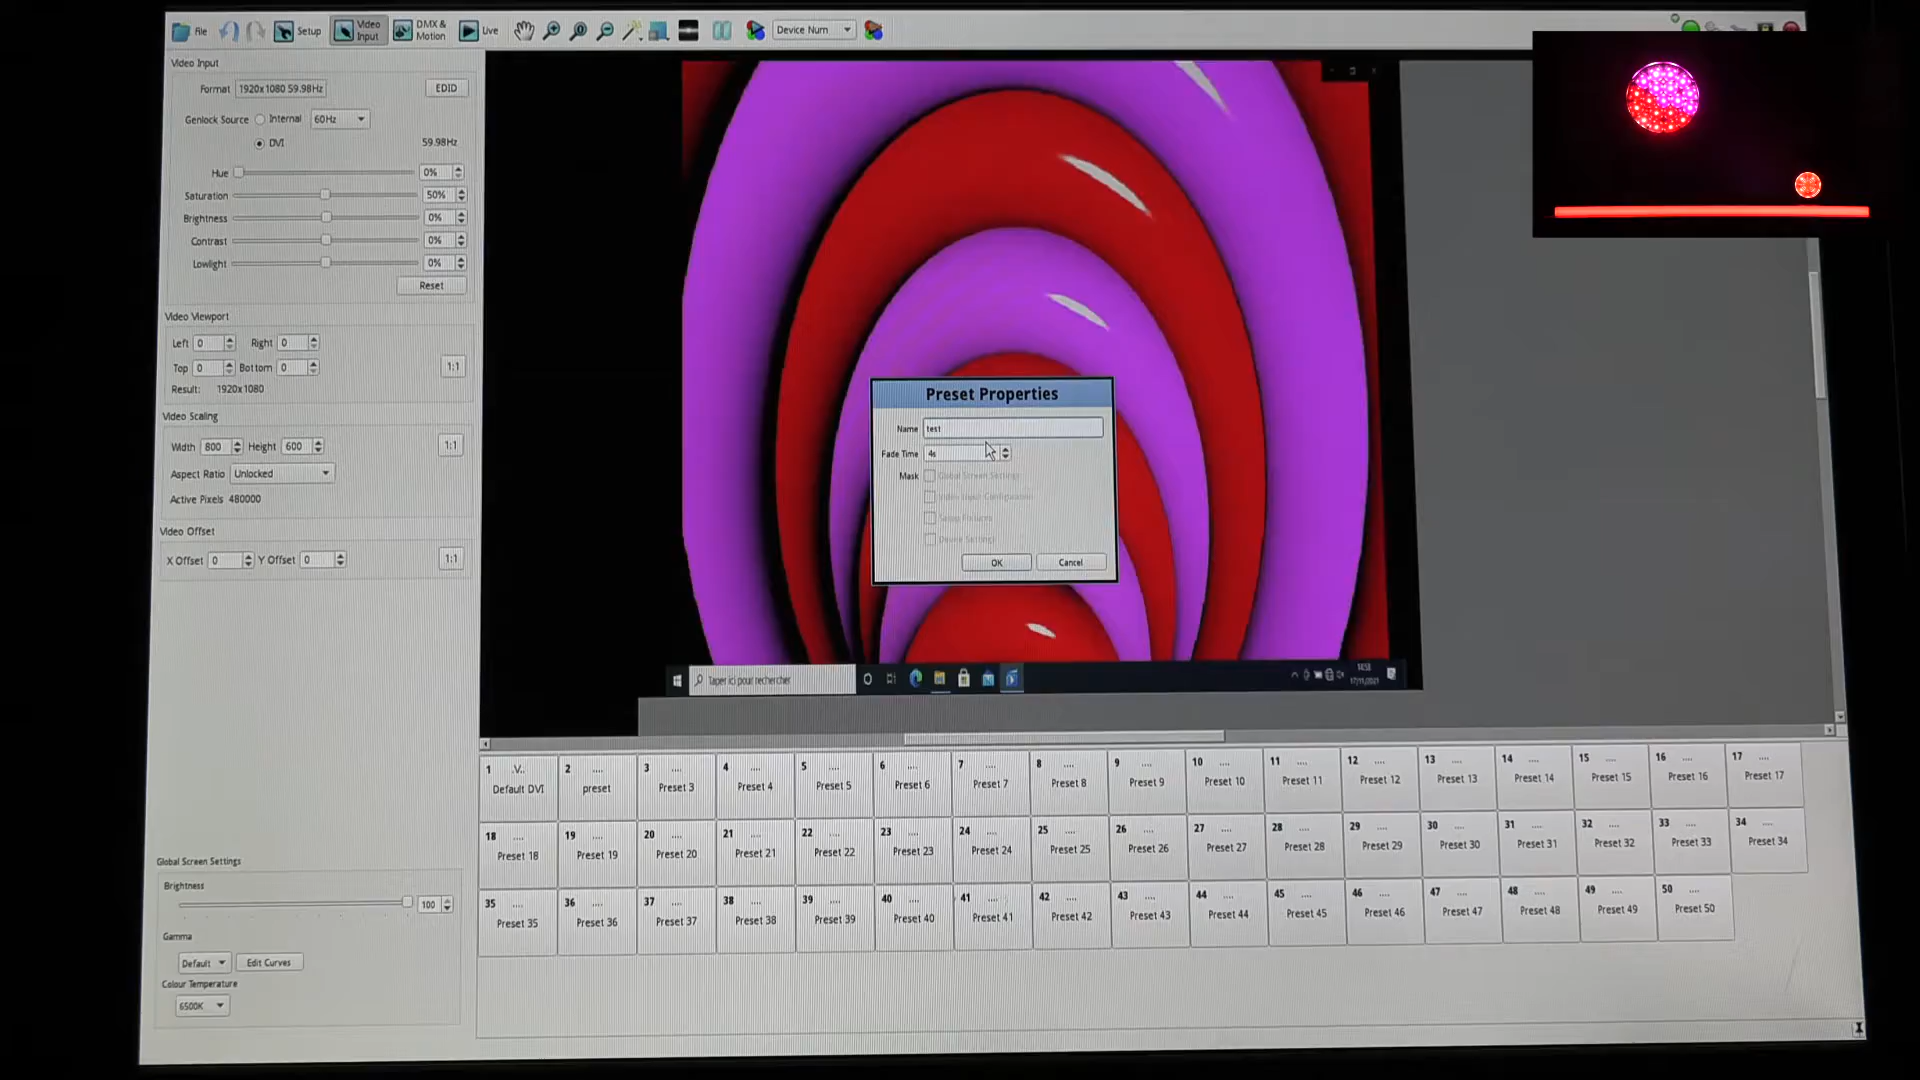 File Setup Video Input DMX & Motion Live Device Num
Video Input
Format 1920x1080 59.98Hz EDID
Genlock Source Internal 60Hz
DVI 59.98Hz
Hue 0%
Saturation 50%
Brightness 0%
Contrast 0%
Lowlight 0%
Reset
Video Viewport
Left 0 Right 0
Top 0 Bottom 0 1:1
Result: 1920x1080
Video Scaling
Width 800 Height 600 1:1
Aspect Ratio Unlocked
Active Pixels 480000
Video Offset
X Offset 0 Y Offset 0 1:1
Global Screen Settings
Brightness
100
Gamma
Default Edit Curves
Colour Temperature
6500K
Preset Properties
Name test
Fade Time 4s
Mask Global Screen Settings
Video Input Configuration
Setup Fixtures
Device Settings
OK Cancel
Taper ici pour rechercher
1 .V.. 2 .... 3 .... 4 .... 5 .... 6 .... 7 .... 8 .... 9 .... 10 .... 11 .... 12 .... 13 .... 14 .... 15 .... 16 .... 17 ....
Default DVI preset Preset 3 Preset 4 Preset 5 Preset 6 Preset 7 Preset 8 Preset 9 Preset 10 Preset 11 Preset 12 Preset 13 Preset 14 Preset 15 Preset 16 Preset 17
18 .... 19 .... 20 .... 21 .... 22 .... 23 .... 24 .... 25 .... 26 .... 27 .... 28 .... 29 .... 30 .... 31 .... 32 .... 33 .... 34 ....
Preset 18 Preset 19 Preset 20 Preset 21 Preset 22 Preset 23 Preset 24 Preset 25 Preset 26 Preset 27 Preset 28 Preset 29 Preset 30 Preset 31 Preset 32 Preset 33 Preset 34
35 .... 36 .... 37 .... 38 .... 39 .... 40 .... 41 .... 42 .... 43 .... 44 .... 45 .... 46 .... 47 .... 48 .... 49 .... 50 ....
Preset 35 Preset 36 Preset 37 Preset 38 Preset 39 Preset 40 Preset 41 Preset 42 Preset 43 Preset 44 Preset 45 Preset 46 Preset 47 Preset 48 Preset 49 Preset 50